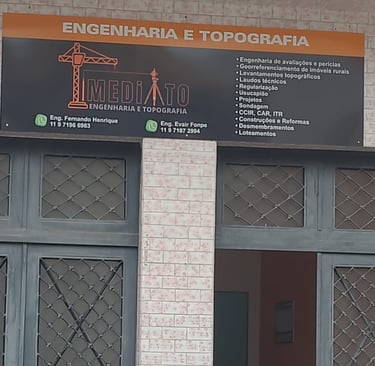 ENGENHARIA E TOPOGRAFIA
IMEDIATO
ENGENHARIA E TOPOGRAFIA
Eng. Fernando Henrique
11 9 7196 6963
Eng. Evair Fonpe
11 9 7187 2994
• Engenharia de avaliações e perícias
• Georreferenciamento de imóveis rurais
• Levantamentos topográficos
• Laudos técnicos
• Regularização
• Usucapião
• Projetos
• Sondagem
• CCIR, CAR, ITR
• Construções e Reformas
• Desmembramentos
• Loteamentos